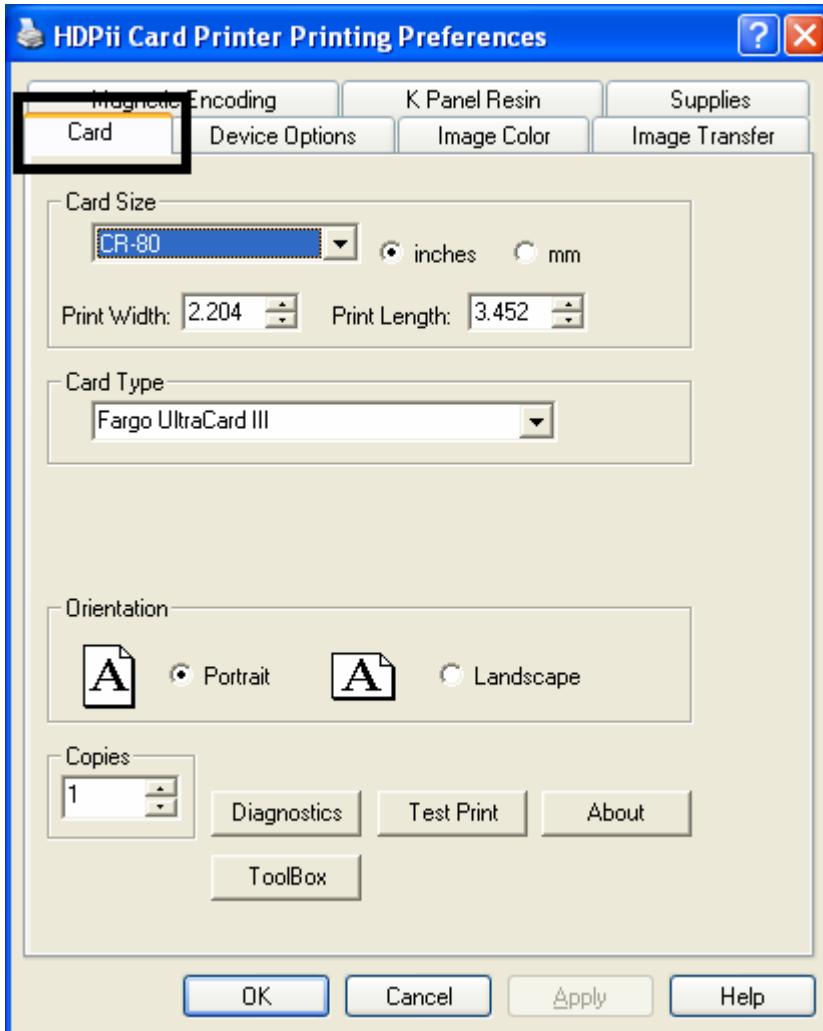 HDPii Card Printer Printing Preferences
Magnetic Encoding K Panel Resin Supplies
Card Device Options Image Color Image Transfer
Card Size
CR-80 inches mm
Print Width: 2.204 Print Length: 3.452
Card Type
Fargo UltraCard III
Orientation
A Portrait A Landscape
Copies
1
Diagnostics Test Print About
ToolBox
OK Cancel Apply Help